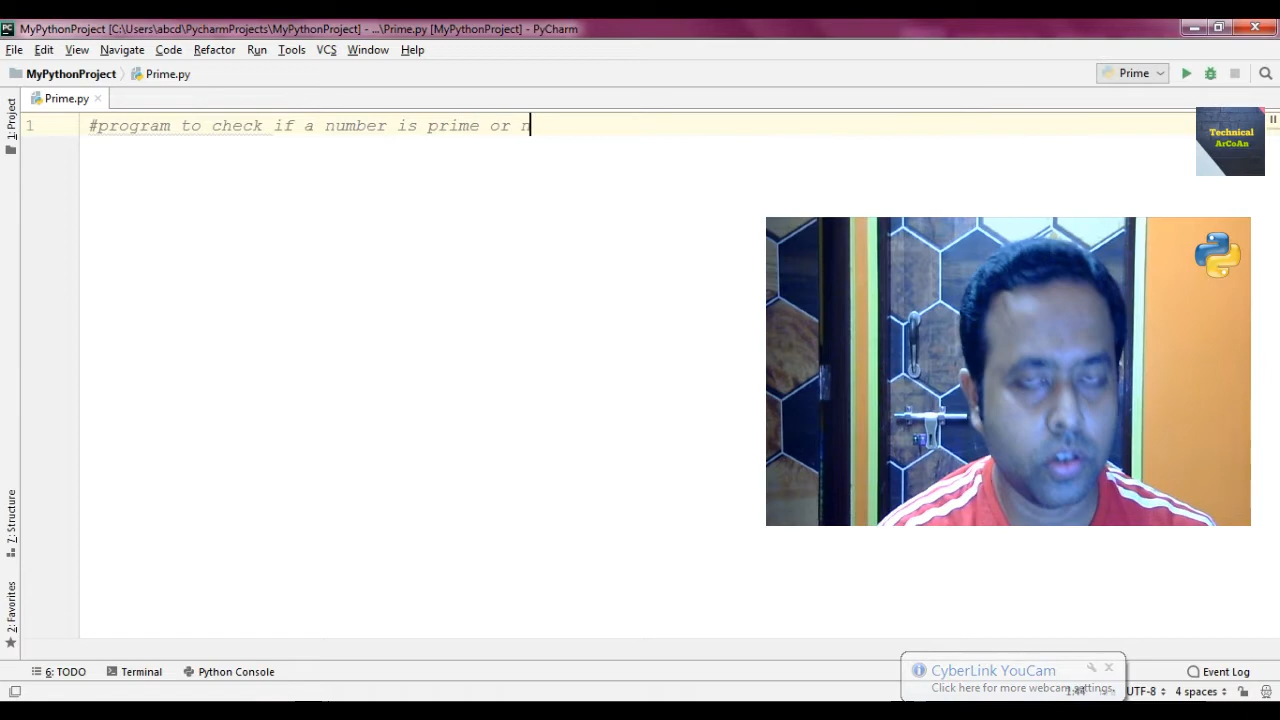 MyPythonProject [C:\Users\abcd\PycharmProjects\MyPythonProject] - ...\Prime.py [MyPythonProject] - PyCharm
File Edit View Navigate Code Refactor Run Tools VCS Window Help
MyPythonProject Prime.py
Prime
Prime.py
1 #program to check if a number is prime or n
Technical
ArCoAn
1: Project
7: Structure
2: Favorites
6: TODO Terminal Python Console
CyberLink YouCam
Click here for more webcam settings.
Event Log
UTF-8 4 spaces